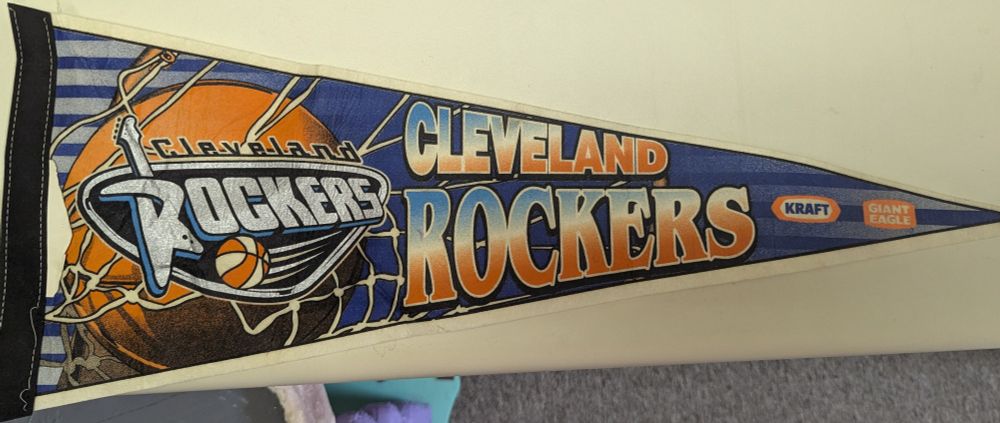 Cleveland
ROCKERS
CLEVELAND
ROCKERS
KRAFT
GIANT
EAGLE